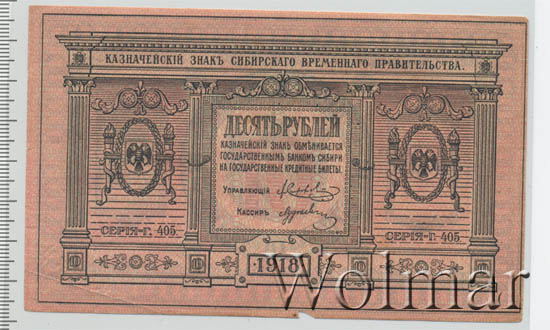 КАЗНАЧЕЙСКІЙ ЗНАКЪ СИБИРСКАГО ВРЕМЕННАГО ПРАВИТЕЛЬСТВА.
ДЕСЯТЬ РУБЛЕЙ
КАЗНАЧЕЙСКІЙ ЗНАКЪ ОБМѢНИВАЕТСЯ
ГОСУДАРСТВЕННЫМЪ БАНКОМЪ СИБИРИ
НА ГОСУДАРСТВЕННЫЕ КРЕДИТНЫЕ БИЛЕТЫ.
УПРАВЛЯЮЩІЙ
КАССИРЪ
СЕРІЯ-Г. 405
СЕРІЯ-Г. 405
1918
Wolmar